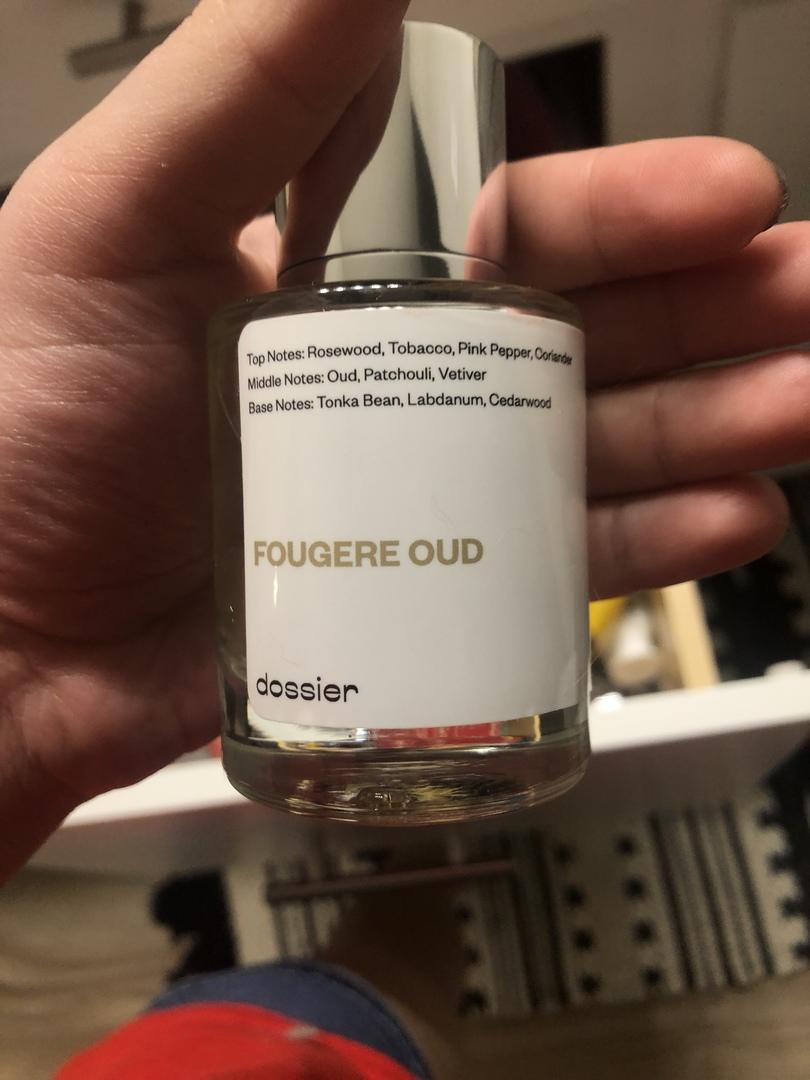 Top Notes: Rosewood, Tobacco, Pink Pepper, Coriander
Middle Notes: Oud, Patchouli, Vetiver
Base Notes: Tonka Bean, Labdanum, Cedarwood
FOUGERE OUD
dossier